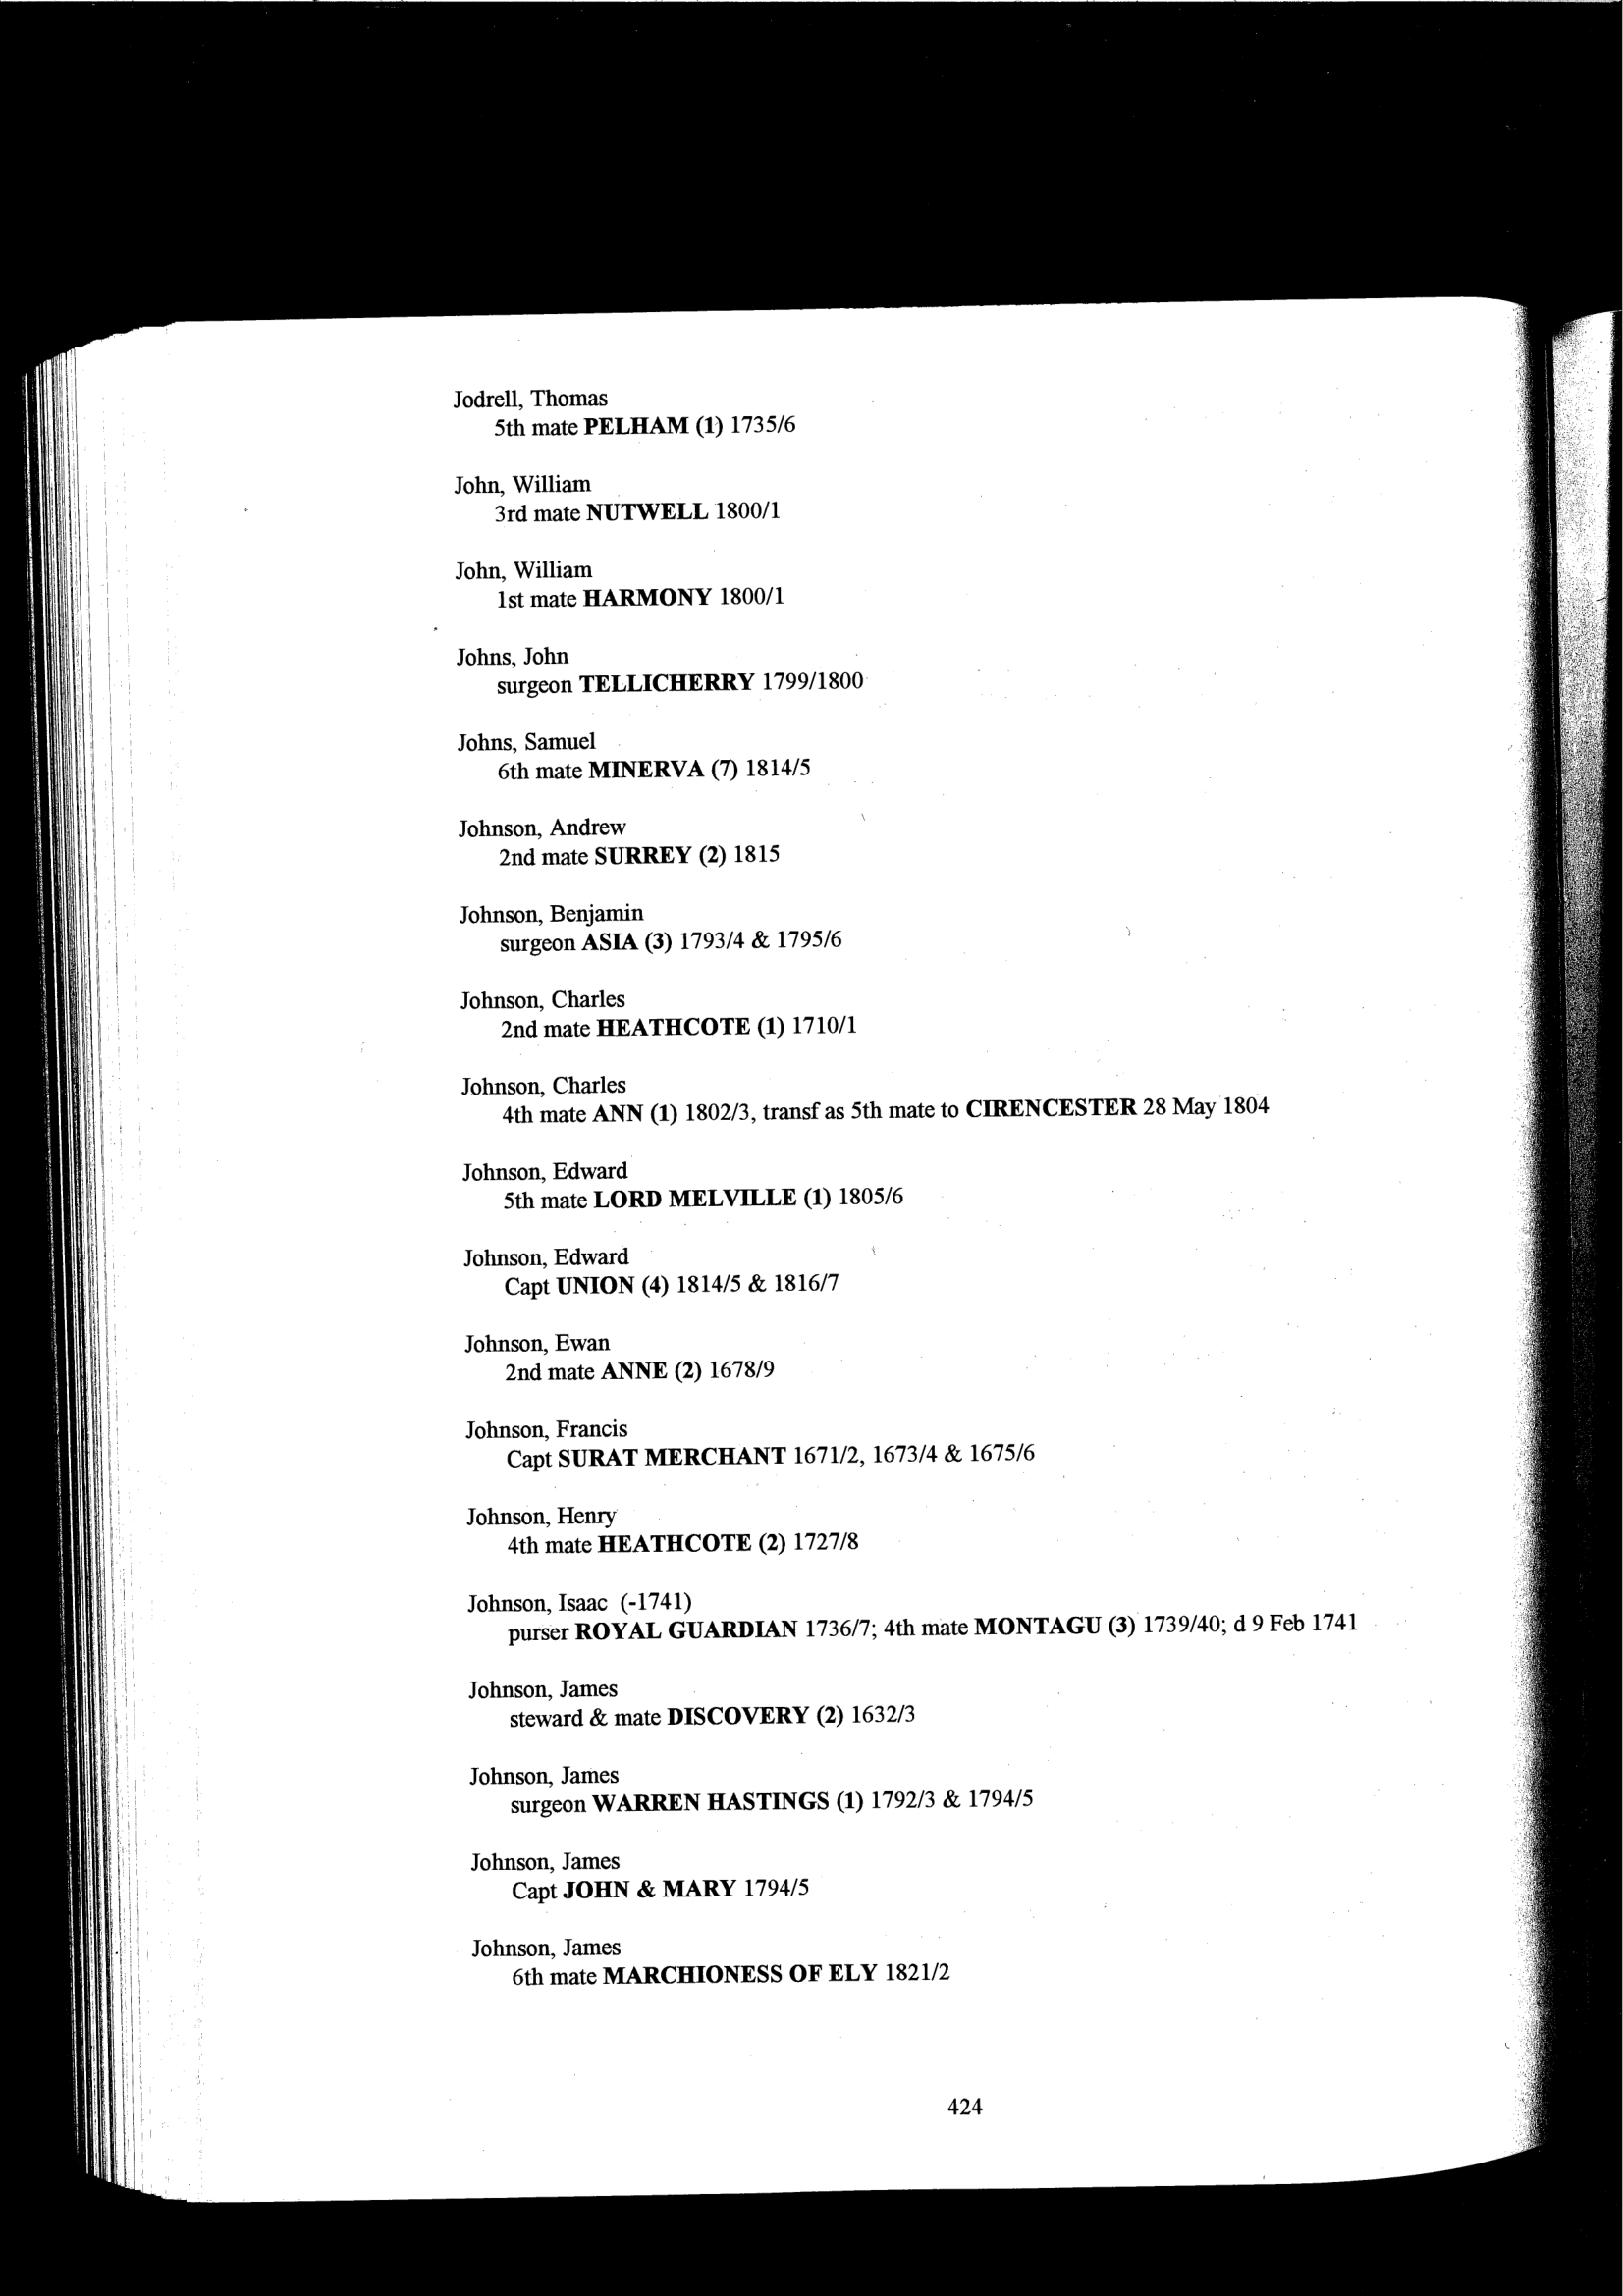 Jodrell, Thomas
5th mate PELHAM (1) 1735/6
John, William
3rd mate NUTWELL 1800/1
John, William
1st mate HARMONY 1800/1
Johns, John
surgeon TELLICHERRY 1799/1800
Johns, Samuel
6th mate MINERVA (7) 1814/5
Johnson, Andrew
2nd mate SURREY (2) 1815
Johnson, Benjamin
surgeon ASIA (3) 1793/4 & 1795/6
Johnson, Charles
2nd mate HEATHCOTE (1) 1710/1
Johnson, Charles
4th mate ANN (1) 1802/3, transf as 5th mate to CIRENCESTER 28 May 1804
Johnson, Edward
5th mate LORD MELVILLE (1) 1805/6
Johnson, Edward
Capt UNION (4) 1814/5 & 1816/7
Johnson, Ewan
2nd mate ANNE (2) 1678/9
Johnson, Francis
Capt SURAT MERCHANT 1671/2, 1673/4 & 1675/6
Johnson, Henry
4th mate HEATHCOTE (2) 1727/8
Johnson, Isaac (-1741)
purser ROYAL GUARDIAN 1736/7; 4th mate MONTAGU (3) 1739/40; d 9 Feb 1741
Johnson, James
steward & mate DISCOVERY (2) 1632/3
Johnson, James
surgeon WARREN HASTINGS (1) 1792/3 & 1794/5
Johnson, James
Capt JOHN & MARY 1794/5
Johnson, James
6th mate MARCHIONESS OF ELY 1821/2
424